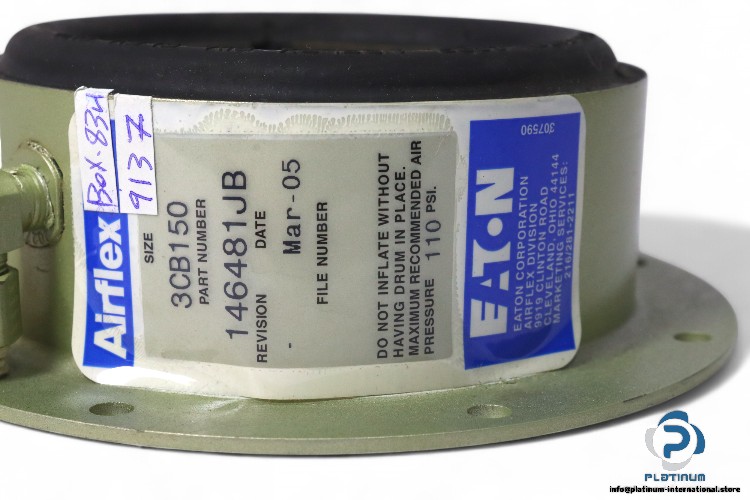 BOX-834
9137
Airflex
SIZE
3CB150
PART NUMBER
146481JB
REVISION DATE
- Mar-05
FILE NUMBER
DO NOT INFLATE WITHOUT
HAVING DRUM IN PLACE.
MAXIMUM RECOMMENDED AIR
PRESSURE 110 PSI.
307590
EATON
EATON CORPORATION
AIRFLEX DIVISION
9919 CLINTON ROAD
CLEVELAND, OHIO 44144
MARKETING SERVICES:
216/281-2211
PLATINUM
info@platinum-international.store